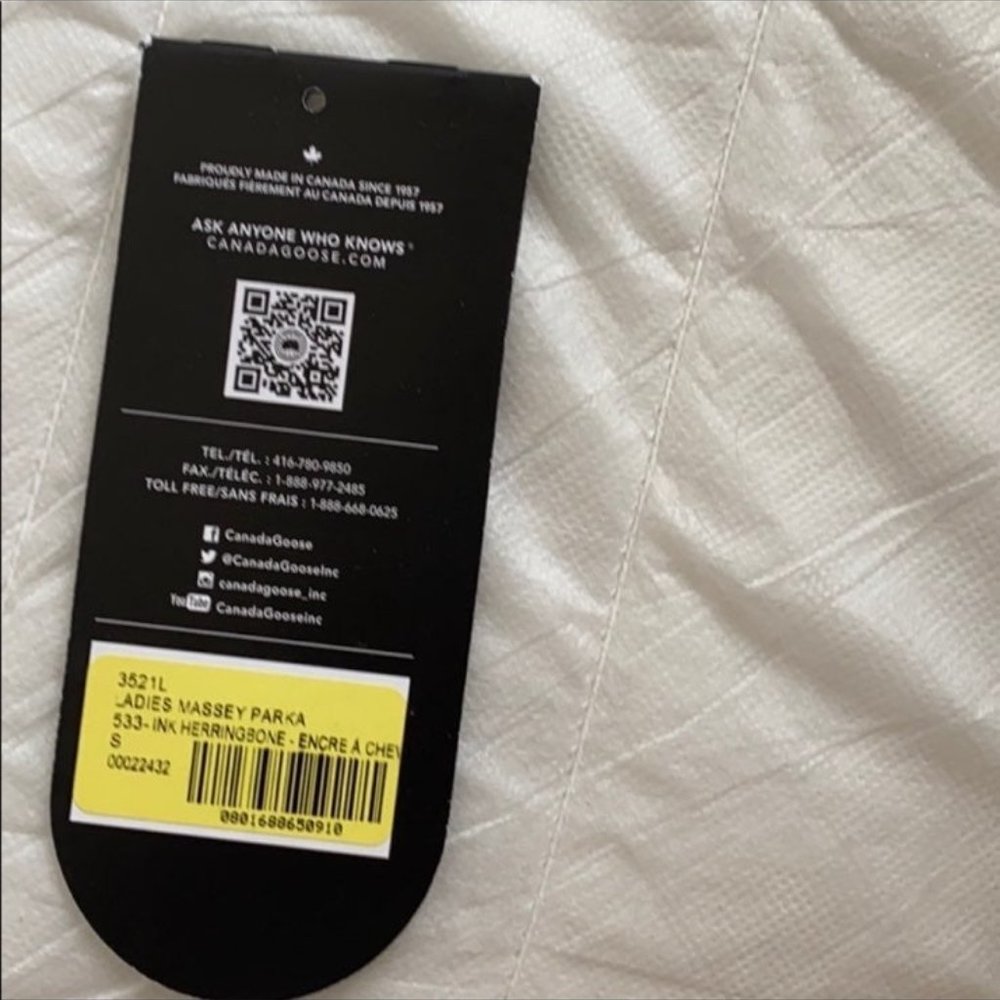 PROUDLY MADE IN CANADA SINCE 1957
FABRIQUÉS FIÈREMENT AU CANADA DEPUIS 1957
ASK ANYONE WHO KNOWS®
CANADAGOOSE.COM
TEL./TÉL. : 416-780-9850
FAX./TÉLÉC. : 1-888-977-2485
TOLL FREE/SANS FRAIS : 1-888-668-0625
CanadaGoose
@CanadaGooseInc
canadagoose_inc
YouTube CanadaGooseinc
3521L
LADIES MASSEY PARKA
533- INK HERRINGBONE - ENCRE À CHEV
S
00022432
0801688650910